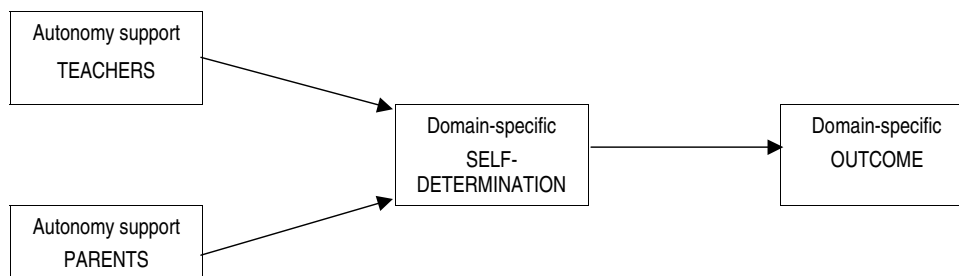 Autonomy support
TEACHERS
Domain-specific
SELF-
DETERMINATION
Domain-specific
OUTCOME
Autonomy support
PARENTS